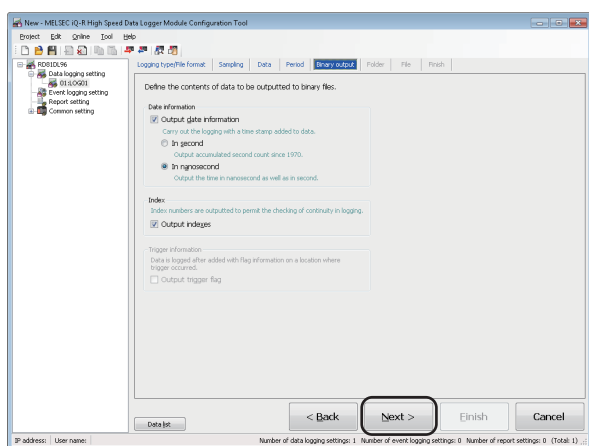 New - MELSEC iQ-R High Speed Data Logger Module Configuration Tool
Project Edit Online Tool Help
RD81DL96
Data logging setting
01:LOG01
Event logging setting
Report setting
Common setting
Logging type/File format Sampling Data Period Binary output Folder File Finish
Define the contents of data to be outputted to binary files.
Date information
Output date information
Carry out the logging with a time stamp added to data.
In second
Output accumulated second count since 1970.
In nanosecond
Output the time in nanosecond as well as in second.
Index
Index numbers are outputted to permit the checking of continuity in logging.
Output indexes
Trigger information
Data is logged after added with flag information on a location where
trigger occurred.
Output trigger flag
Data list
< Back Next > Finish Cancel
IP address: User name: Number of data logging settings: 1 Number of event logging settings: 0 Number of report settings: 0 (Total: 1)